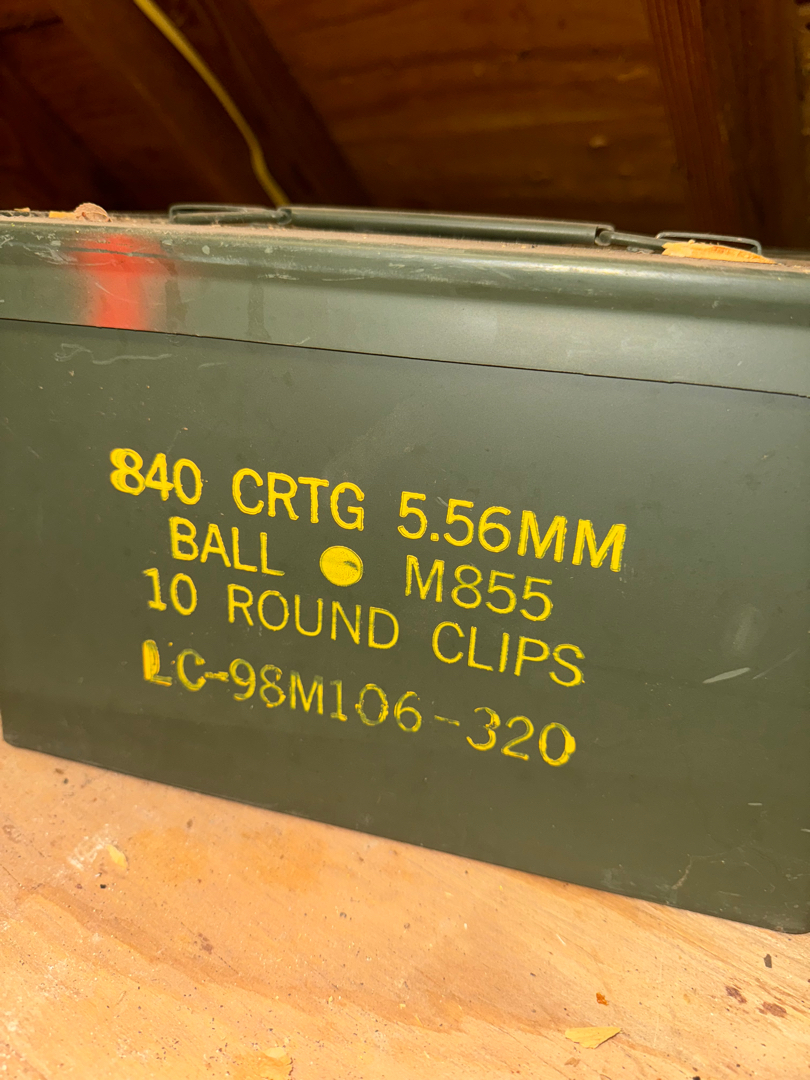 840 CRTG 5.56MM
BALL ● M855
10 ROUND CLIPS
LC-98M106-320